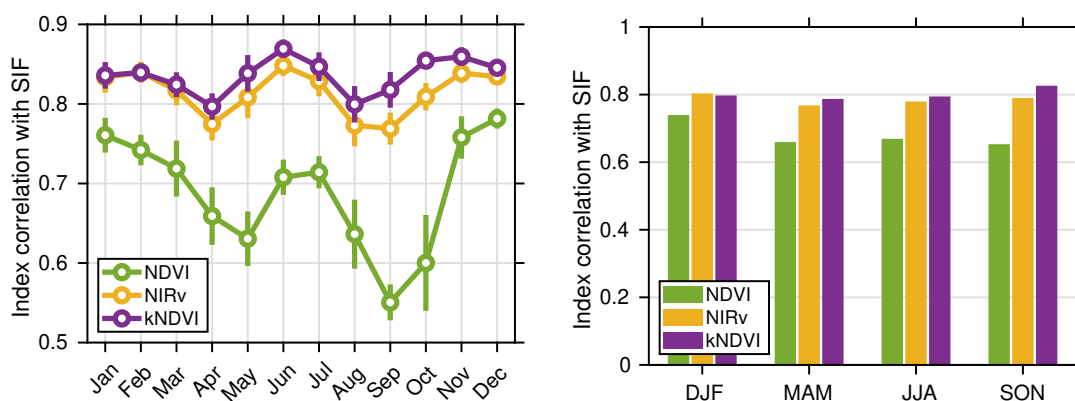 Index correlation with SIF
0.9
0.8
0.7
0.6
0.5
NDVI
NIRv
kNDVI
Jan
Feb
Mar
Apr
May
Jun
Jul
Aug
Sep
Oct
Nov
Dec
Index correlation with SIF
1
0.8
0.6
0.4
0.2
0
NDVI
NIRv
kNDVI
DJF
MAM
JJA
SON